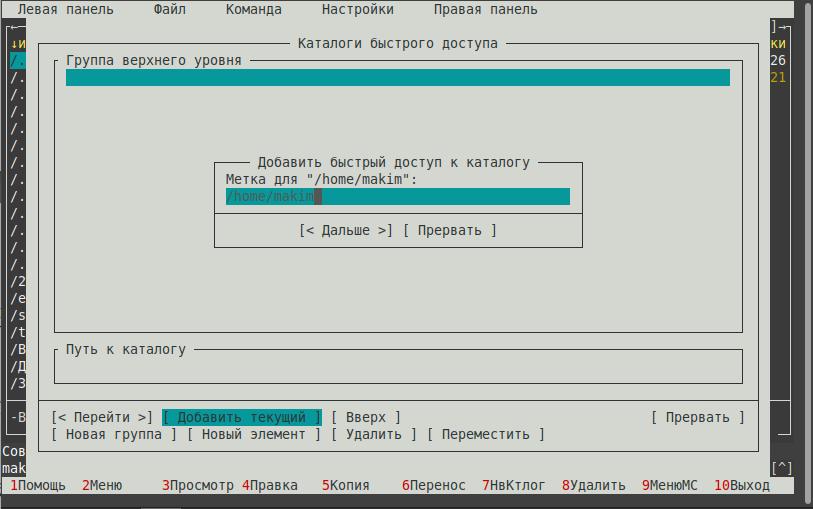 Левая панель Файл Команда Настройки Правая панель
Каталоги быстрого доступа
Группа верхнего уровня
Добавить быстрый доступ к каталогу
Метка для "/home/makim":
/home/makim
[< Дальше >] [ Прервать ]
Путь к каталогу
[< Перейти >] [ Добавить текущий ] [ Вверх ] [ Прервать ]
[ Новая группа ] [ Новый элемент ] [ Удалить ] [ Переместить ]
1Помощь 2Меню 3Просмотр 4Правка 5Копия 6Перенос 7НвКтлог 8Удалить 9МенюМС 10Выход